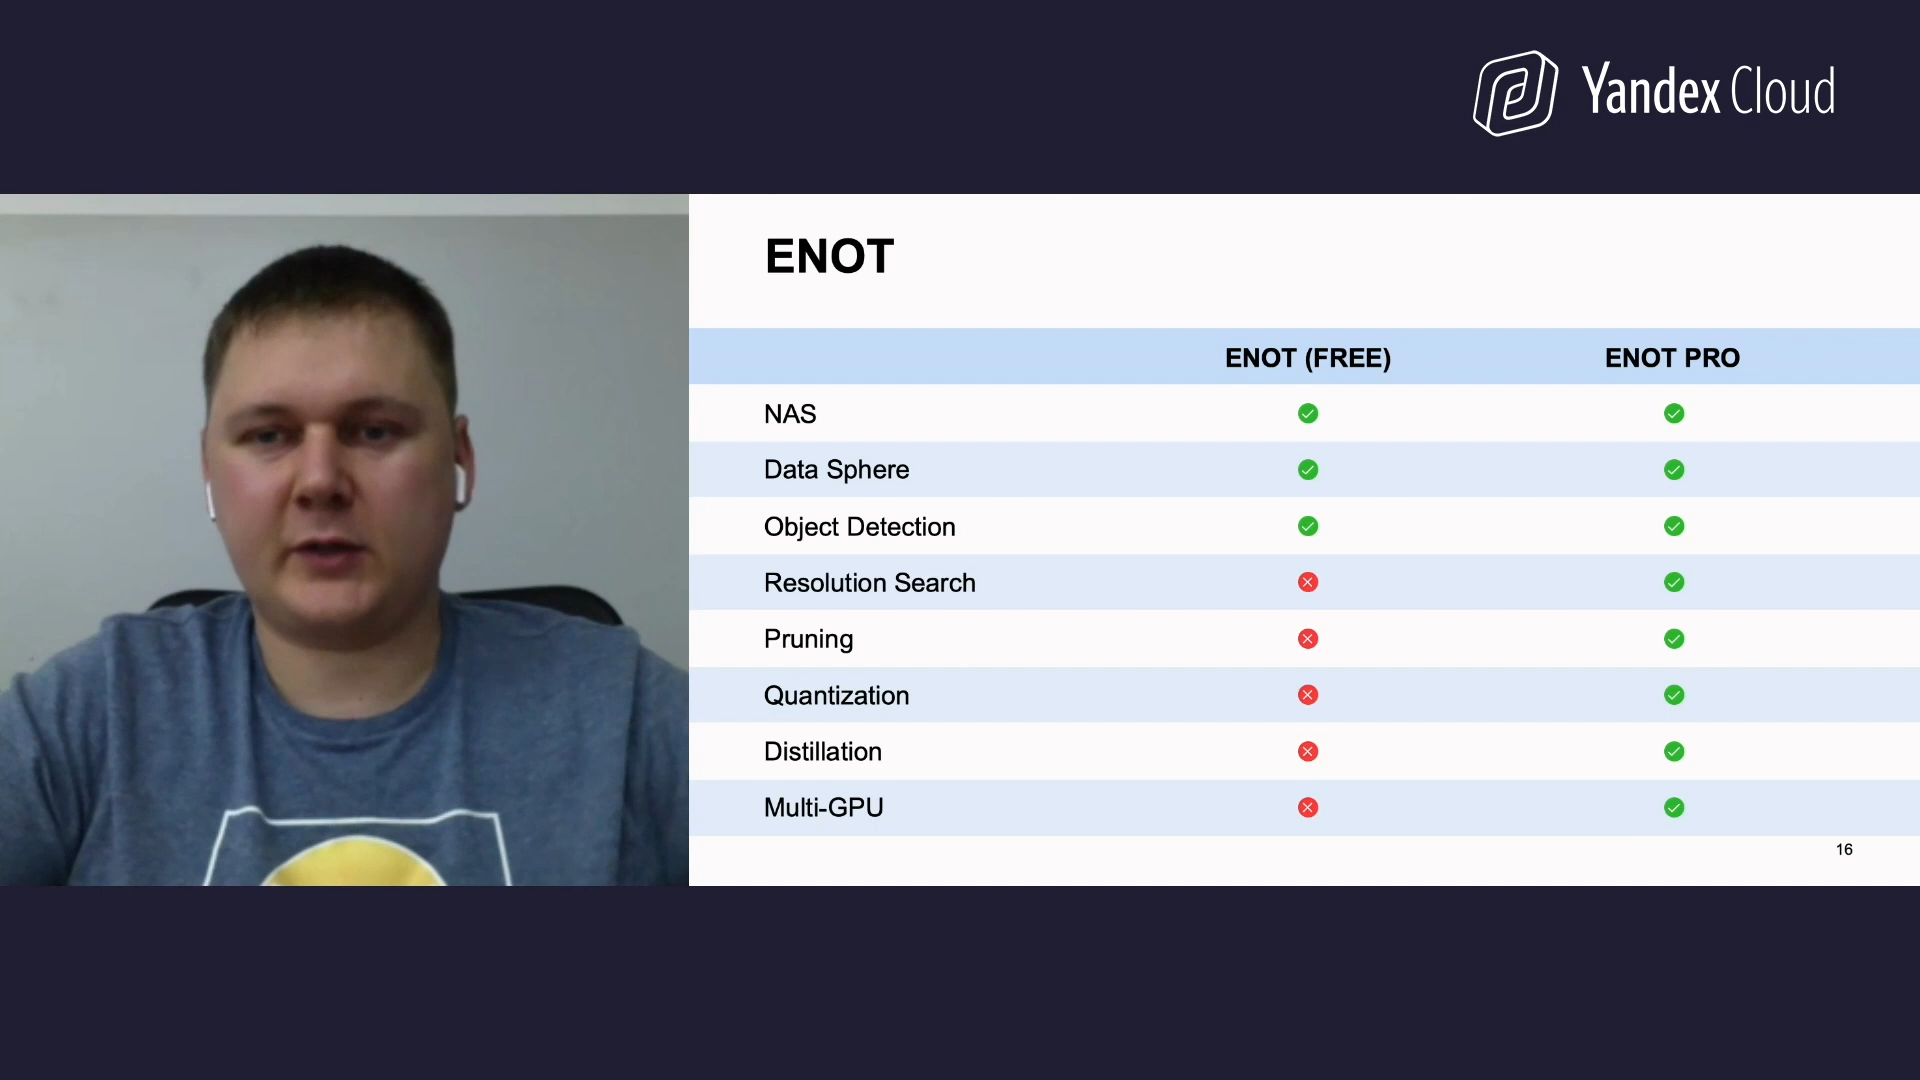 Yandex Cloud
ENOT
ENOT (FREE) ENOT PRO
NAS
Data Sphere
Object Detection
Resolution Search
Pruning
Quantization
Distillation
Multi-GPU
16